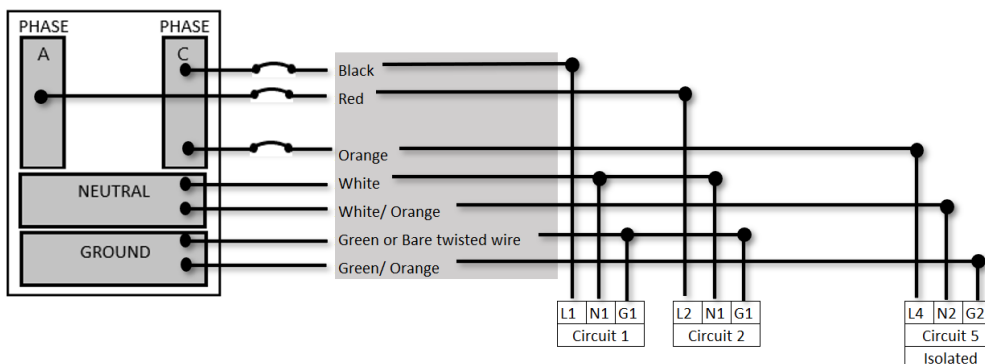 PHASE PHASE
A C
Black
Red
Orange
White
NEUTRAL
White/ Orange
Green or Bare twisted wire
GROUND
Green/ Orange
L1 N1 G1 L2 N1 G1 L4 N2 G2
Circuit 1 Circuit 2 Circuit 5
Isolated